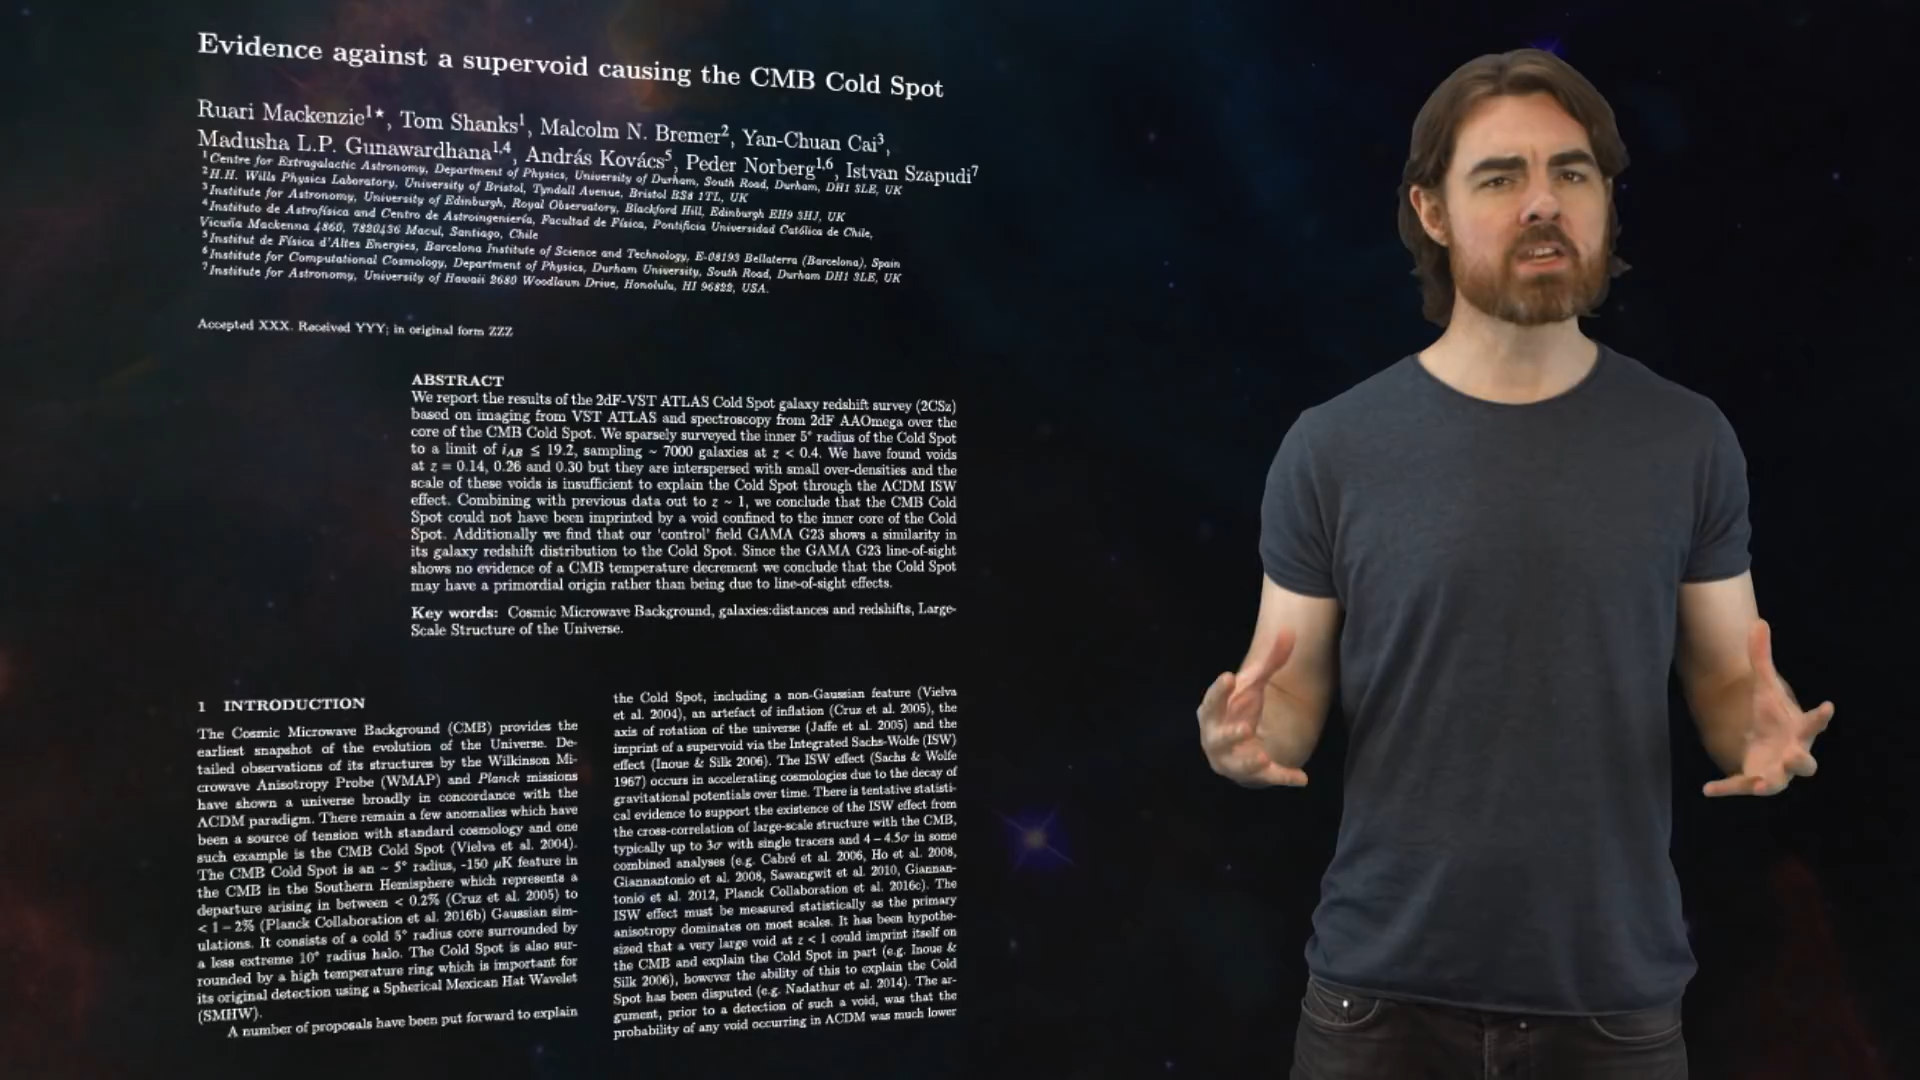 Evidence against a supervoid causing the CMB Cold Spot
Ruari Mackenzie1*, Tom Shanks1, Malcolm N. Bremer2, Yan-Chuan Cai3,
Madusha L.P. Gunawardhana1,4, András Kovács5, Peder Norberg1,6, Istvan Szapudi7
1Centre for Extragalactic Astronomy, Department of Physics, University of Durham, South Road, Durham, DH1 3LE, UK
2H.H. Wills Physics Laboratory, University of Bristol, Tyndall Avenue, Bristol BS8 1TL, UK
3Institute for Astronomy, University of Edinburgh, Royal Observatory, Blackford Hill, Edinburgh EH9 3HJ, UK
4Instituto de Astrofísica and Centro de Astroingeniería, Facultad de Física, Pontificia Universidad Católica de Chile,
Vicuña Mackenna 4860, 7820436 Macul, Santiago, Chile
5Institut de Física d'Altes Energies, Barcelona Institute of Science and Technology, E-08193 Bellaterra (Barcelona), Spain
6Institute for Computational Cosmology, Department of Physics, Durham University, South Road, Durham DH1 3LE, UK
7Institute for Astronomy, University of Hawaii 2680 Woodlawn Drive, Honolulu, HI 96822, USA.
Accepted XXX. Received YYY; in original form ZZZ
ABSTRACT
We report the results of the 2dF-VST ATLAS Cold Spot galaxy redshift survey (2CSz)
based on imaging from VST ATLAS and spectroscopy from 2dF AAOmega over the
core of the CMB Cold Spot. We sparsely surveyed the inner 5° radius of the Cold Spot
to a limit of iAB ≤ 19.2, sampling ~ 7000 galaxies at z < 0.4. We have found voids
at z = 0.14, 0.26 and 0.30 but they are interspersed with small over-densities and the
scale of these voids is insufficient to explain the Cold Spot through the ΛCDM ISW
effect. Combining with previous data out to z ~ 1, we conclude that the CMB Cold
Spot could not have been imprinted by a void confined to the inner core of the Cold
Spot. Additionally we find that our 'control' field GAMA G23 shows a similarity in
its galaxy redshift distribution to the Cold Spot. Since the GAMA G23 line-of-sight
shows no evidence of a CMB temperature decrement we conclude that the Cold Spot
may have a primordial origin rather than being due to line-of-sight effects.
Key words: Cosmic Microwave Background, galaxies:distances and redshifts, Large-
Scale Structure of the Universe.
1 INTRODUCTION
The Cosmic Microwave Background (CMB) provides the
earliest snapshot of the evolution of the Universe. De-
tailed observations of its structures by the Wilkinson Mi-
crowave Anisotropy Probe (WMAP) and Planck missions
have shown a universe broadly in concordance with the
ΛCDM paradigm. There remain a few anomalies which have
been a source of tension with standard cosmology and one
such example is the CMB Cold Spot (Vielva et al. 2004).
The CMB Cold Spot is an ~ 5° radius, -150 μK feature in
the CMB in the Southern Hemisphere which represents a
departure arising in between < 0.2% (Cruz et al. 2005) to
< 1 – 2% (Planck Collaboration et al. 2016b) Gaussian sim-
ulations. It consists of a cold 5° radius core surrounded by
a less extreme 10° radius halo. The Cold Spot is also sur-
rounded by a high temperature ring which is important for
its original detection using a Spherical Mexican Hat Wavelet
(SMHW).
A number of proposals have been put forward to explain
the Cold Spot, including a non-Gaussian feature (Vielva
et al. 2004), an artefact of inflation (Cruz et al. 2005), the
axis of rotation of the universe (Jaffe et al. 2005) and the
imprint of a supervoid via the Integrated Sachs-Wolfe (ISW)
effect (Inoue & Silk 2006). The ISW effect (Sachs & Wolfe
1967) occurs in accelerating cosmologies due to the decay of
gravitational potentials over time. There is tentative statisti-
cal evidence to support the existence of the ISW effect from
the cross-correlation of large-scale structure with the CMB,
typically up to 3σ with single tracers and 4 – 4.5σ in some
combined analyses (e.g. Cabré et al. 2006, Ho et al. 2008,
Giannantonio et al. 2008, Sawangwit et al. 2010, Giannan-
tonio et al. 2012, Planck Collaboration et al. 2016c). The
ISW effect must be measured statistically as the primary
anisotropy dominates on most scales. It has been hypothe-
sized that a very large void at z < 1 could imprint itself on
the CMB and explain the Cold Spot in part (e.g. Inoue &
Silk 2006), however the ability of this to explain the Cold
Spot has been disputed (e.g. Nadathur et al. 2014). The ar-
gument, prior to a detection of such a void, was that the
probability of any void occurring in ΛCDM was much lower